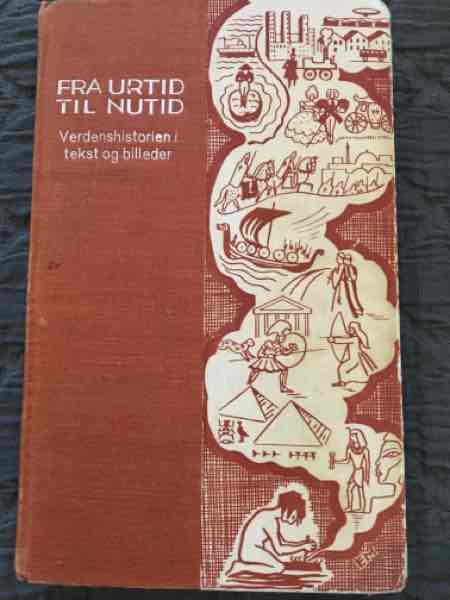 FRA URTID
TIL NUTID
Verdenshistorien i
tekst og billeder